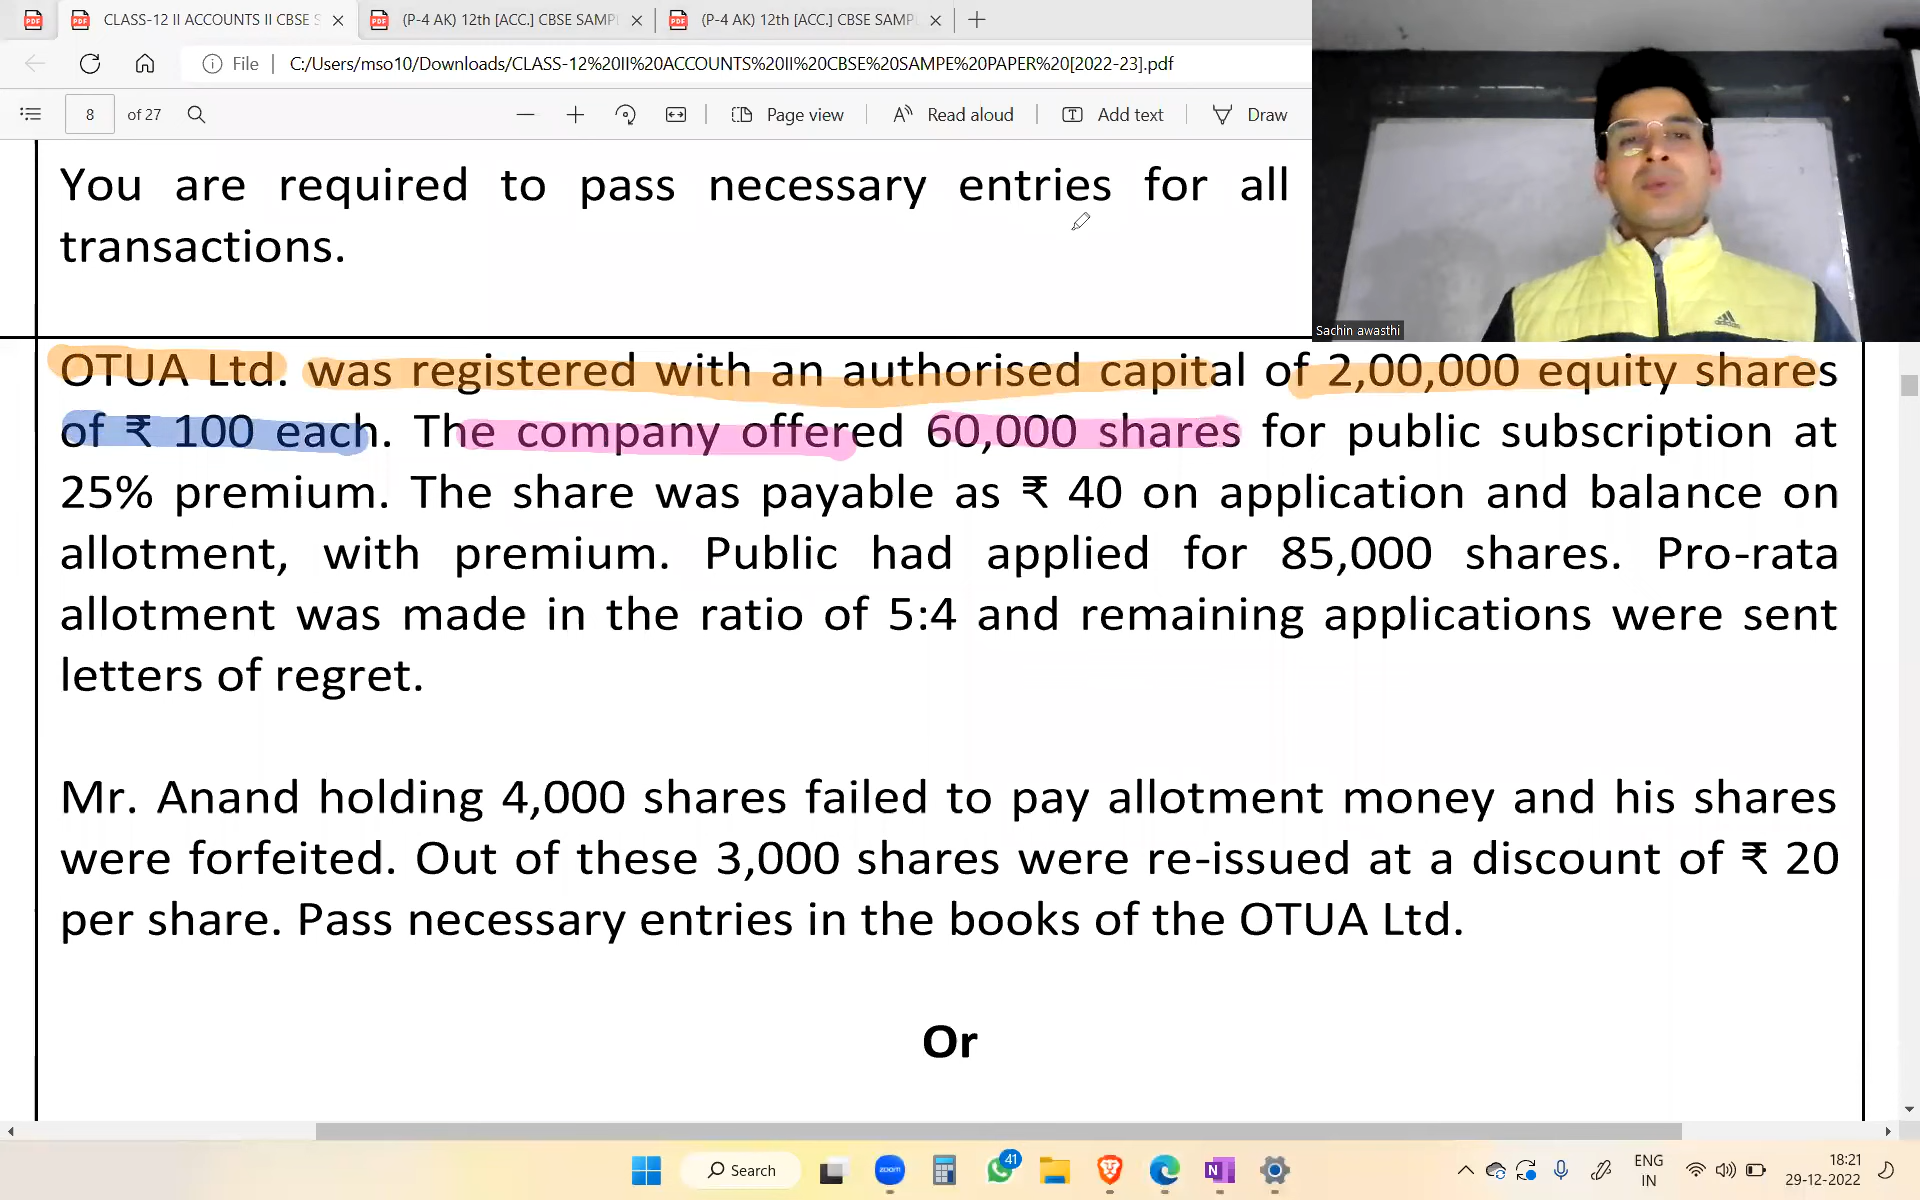 CLASS-12 II ACCOUNTS II CBSE S
(P-4 AK) 12th [ACC.] CBSE SAMPL
(P-4 AK) 12th [ACC.] CBSE SAMPL
File
C:/Users/mso10/Downloads/CLASS-12%20II%20ACCOUNTS%20II%20CBSE%20SAMPE%20PAPER%20[2022-23].pdf
8 of 27
Page view
Read aloud
Add text
Draw
You are required to pass necessary entries for all
transactions.
Sachin awasthi
adidas
OTUA Ltd. was registered with an authorised capital of 2,00,000 equity shares
of ₹ 100 each. The company offered 60,000 shares for public subscription at
25% premium. The share was payable as ₹ 40 on application and balance on
allotment, with premium. Public had applied for 85,000 shares. Pro-rata
allotment was made in the ratio of 5:4 and remaining applications were sent
letters of regret.
Mr. Anand holding 4,000 shares failed to pay allotment money and his shares
were forfeited. Out of these 3,000 shares were re-issued at a discount of ₹ 20
per share. Pass necessary entries in the books of the OTUA Ltd.
Or
Search
zoom
41
N
ENG
IN
18:21
29-12-2022